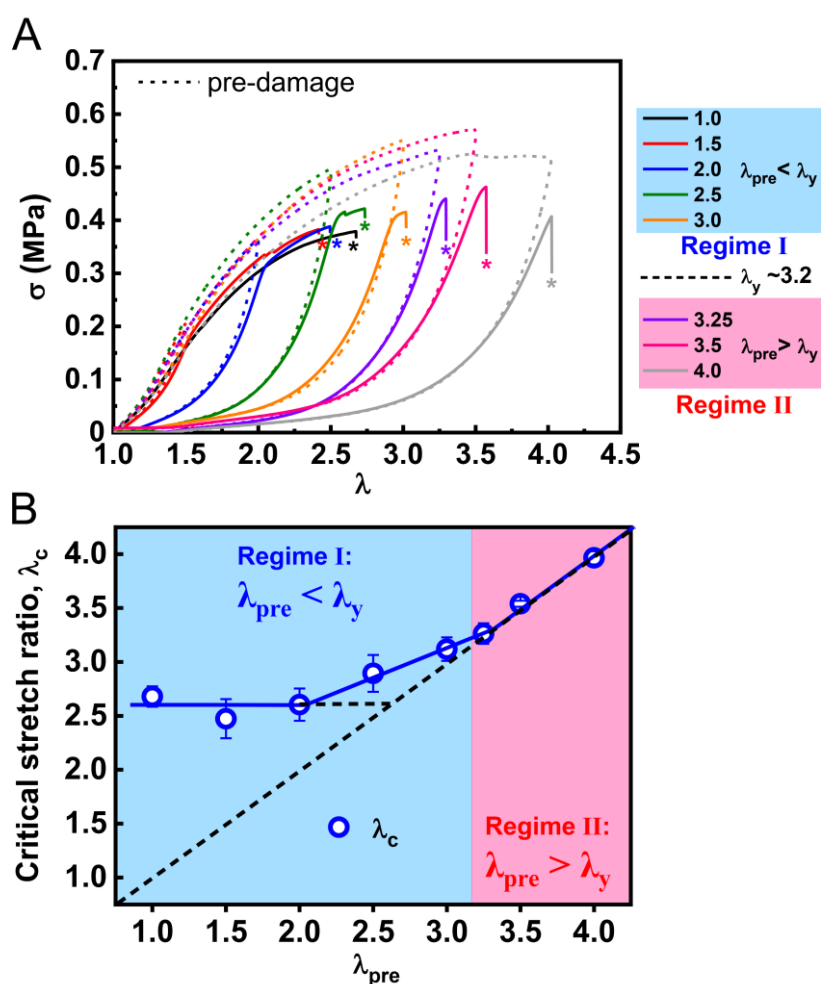 A
0.7
0.6
0.5
0.4
0.3
0.2
0.1
0
σ (MPa)
pre-damage
* * * * * * * *
1.0 1.5 2.0 2.5 3.0 3.5 4.0 4.5
λ
1.0
1.5
2.0 λpre< λy
2.5
3.0
Regime I
λy ~3.2
3.25
3.5 λpre> λy
4.0
Regime II
B
Critical stretch ratio, λc
4.0
3.5
3.0
2.5
2.0
1.5
1.0
Regime I:
λpre < λy
λc
Regime II:
λpre > λy
1.0 1.5 2.0 2.5 3.0 3.5 4.0
λpre